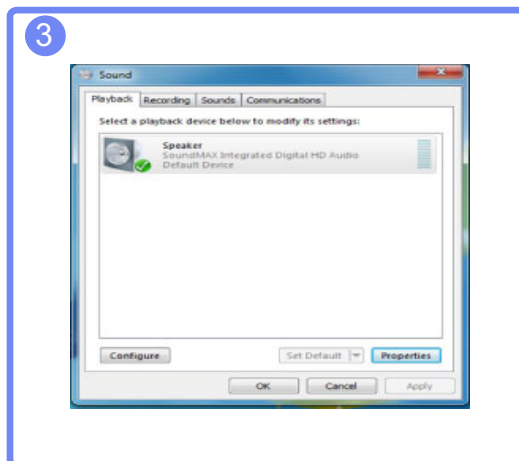 3
Sound
Playback Recording Sounds Communications
Select a playback device below to modify its settings:
Speaker
SoundMAX Integrated Digital HD Audio
Default Device
Configure Set Default Properties
OK Cancel Apply